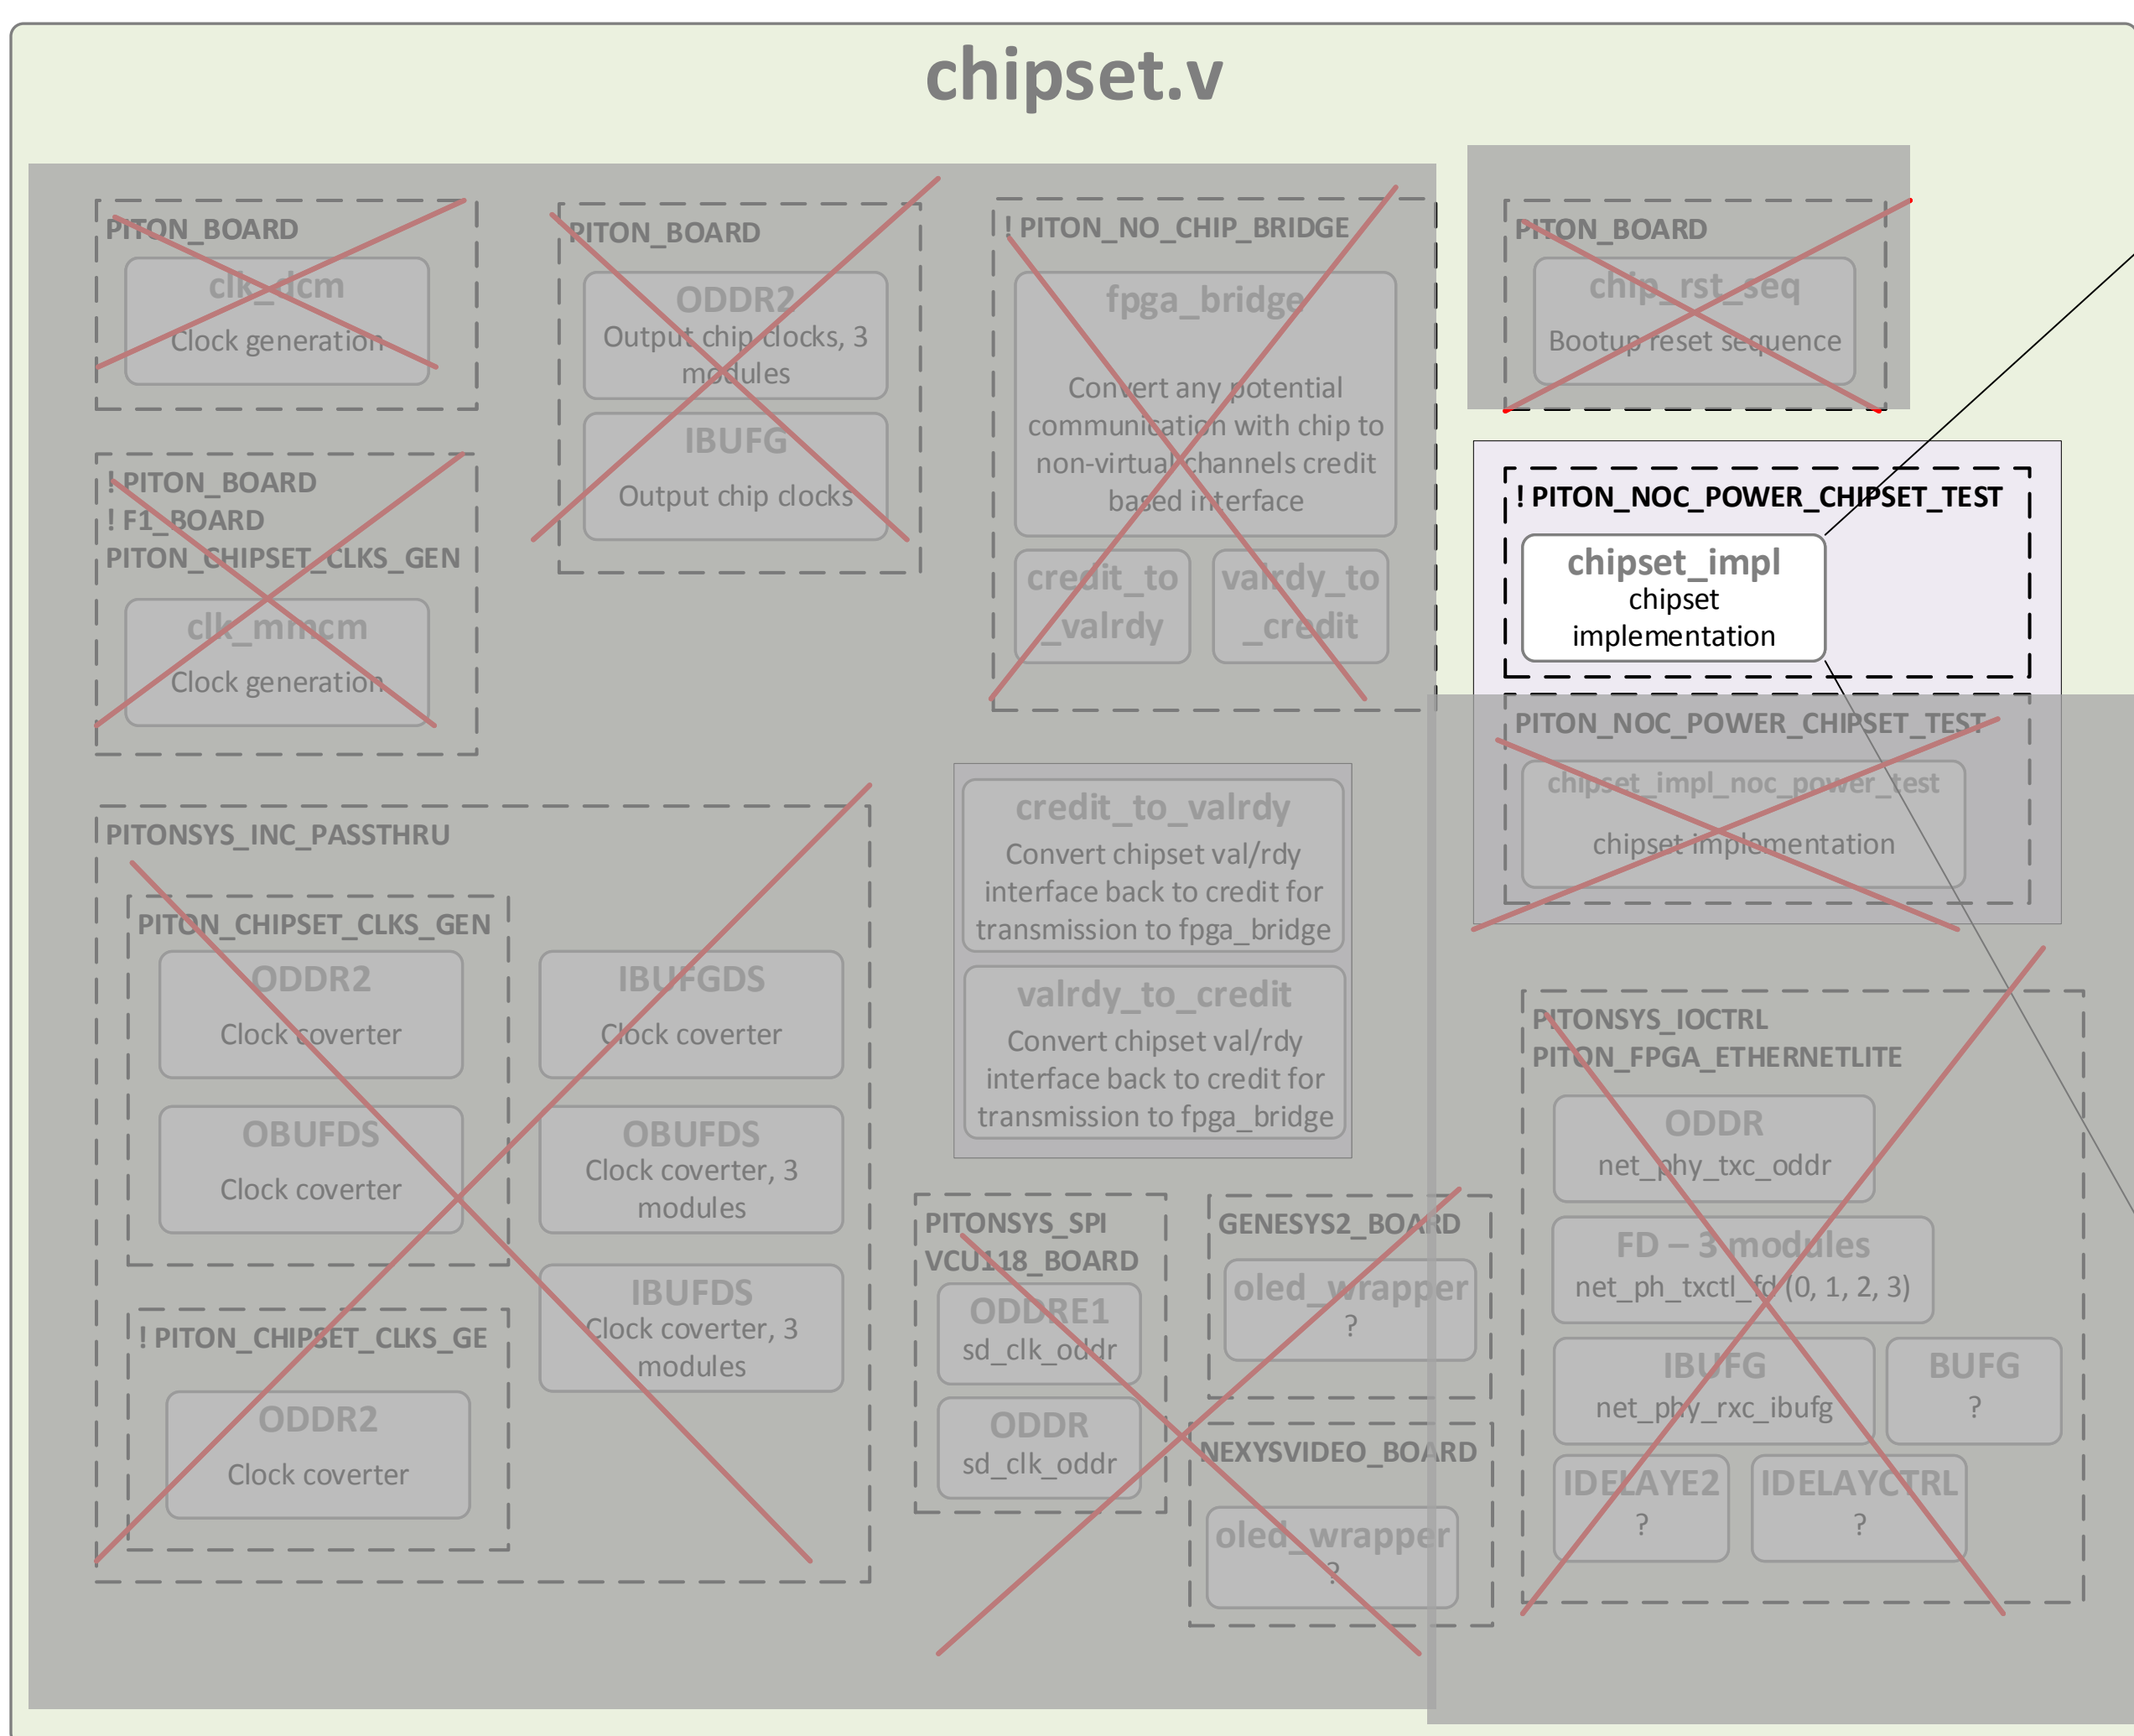 chipset.v
PITON_BOARD
clk_dcm
Clock generation
PITON_BOARD
ODDR2
Output chip clocks, 3
modules
IBUFG
Output chip clocks
! PITON_NO_CHIP_BRIDGE
fpga_bridge
Convert any potential
communication with chip to
non-virtual channels credit
based interface
credit_to
_valrdy
valrdy_to
_credit
PITON_BOARD
chip_rst_seq
Bootup reset sequence
! PITON_BOARD
! F1_BOARD
PITON_CHIPSET_CLKS_GEN
clk_mmcm
Clock generation
! PITON_NOC_POWER_CHIPSET_TEST
chipset_impl
chipset
implementation
PITON_NOC_POWER_CHIPSET_TEST
chipset_impl_noc_power_test
chipset implementation
PITONSYS_INC_PASSTHRU
PITON_CHIPSET_CLKS_GEN
ODDR2
Clock coverter
OBUFDS
Clock coverter
! PITON_CHIPSET_CLKS_GE
ODDR2
Clock coverter
IBUFGDS
Clock coverter
OBUFDS
Clock coverter, 3
modules
IBUFDS
Clock coverter, 3
modules
credit_to_valrdy
Convert chipset val/rdy
interface back to credit for
transmission to fpga_bridge
valrdy_to_credit
Convert chipset val/rdy
interface back to credit for
transmission to fpga_bridge
PITONSYS_SPI
VCU118_BOARD
ODDRE1
sd_clk_oddr
ODDR
sd_clk_oddr
GENESYS2_BOARD
oled_wrapper
?
NEXYSVIDEO_BOARD
oled_wrapper
?
PITONSYS_IOCTRL
PITON_FPGA_ETHERNETLITE
ODDR
net_phy_txc_oddr
FD – 3 modules
net_ph_txctl_fd (0, 1, 2, 3)
IBUFG
net_phy_rxc_ibufg
BUFG
?
IDELAYE2
?
IDELAYCTRL
?